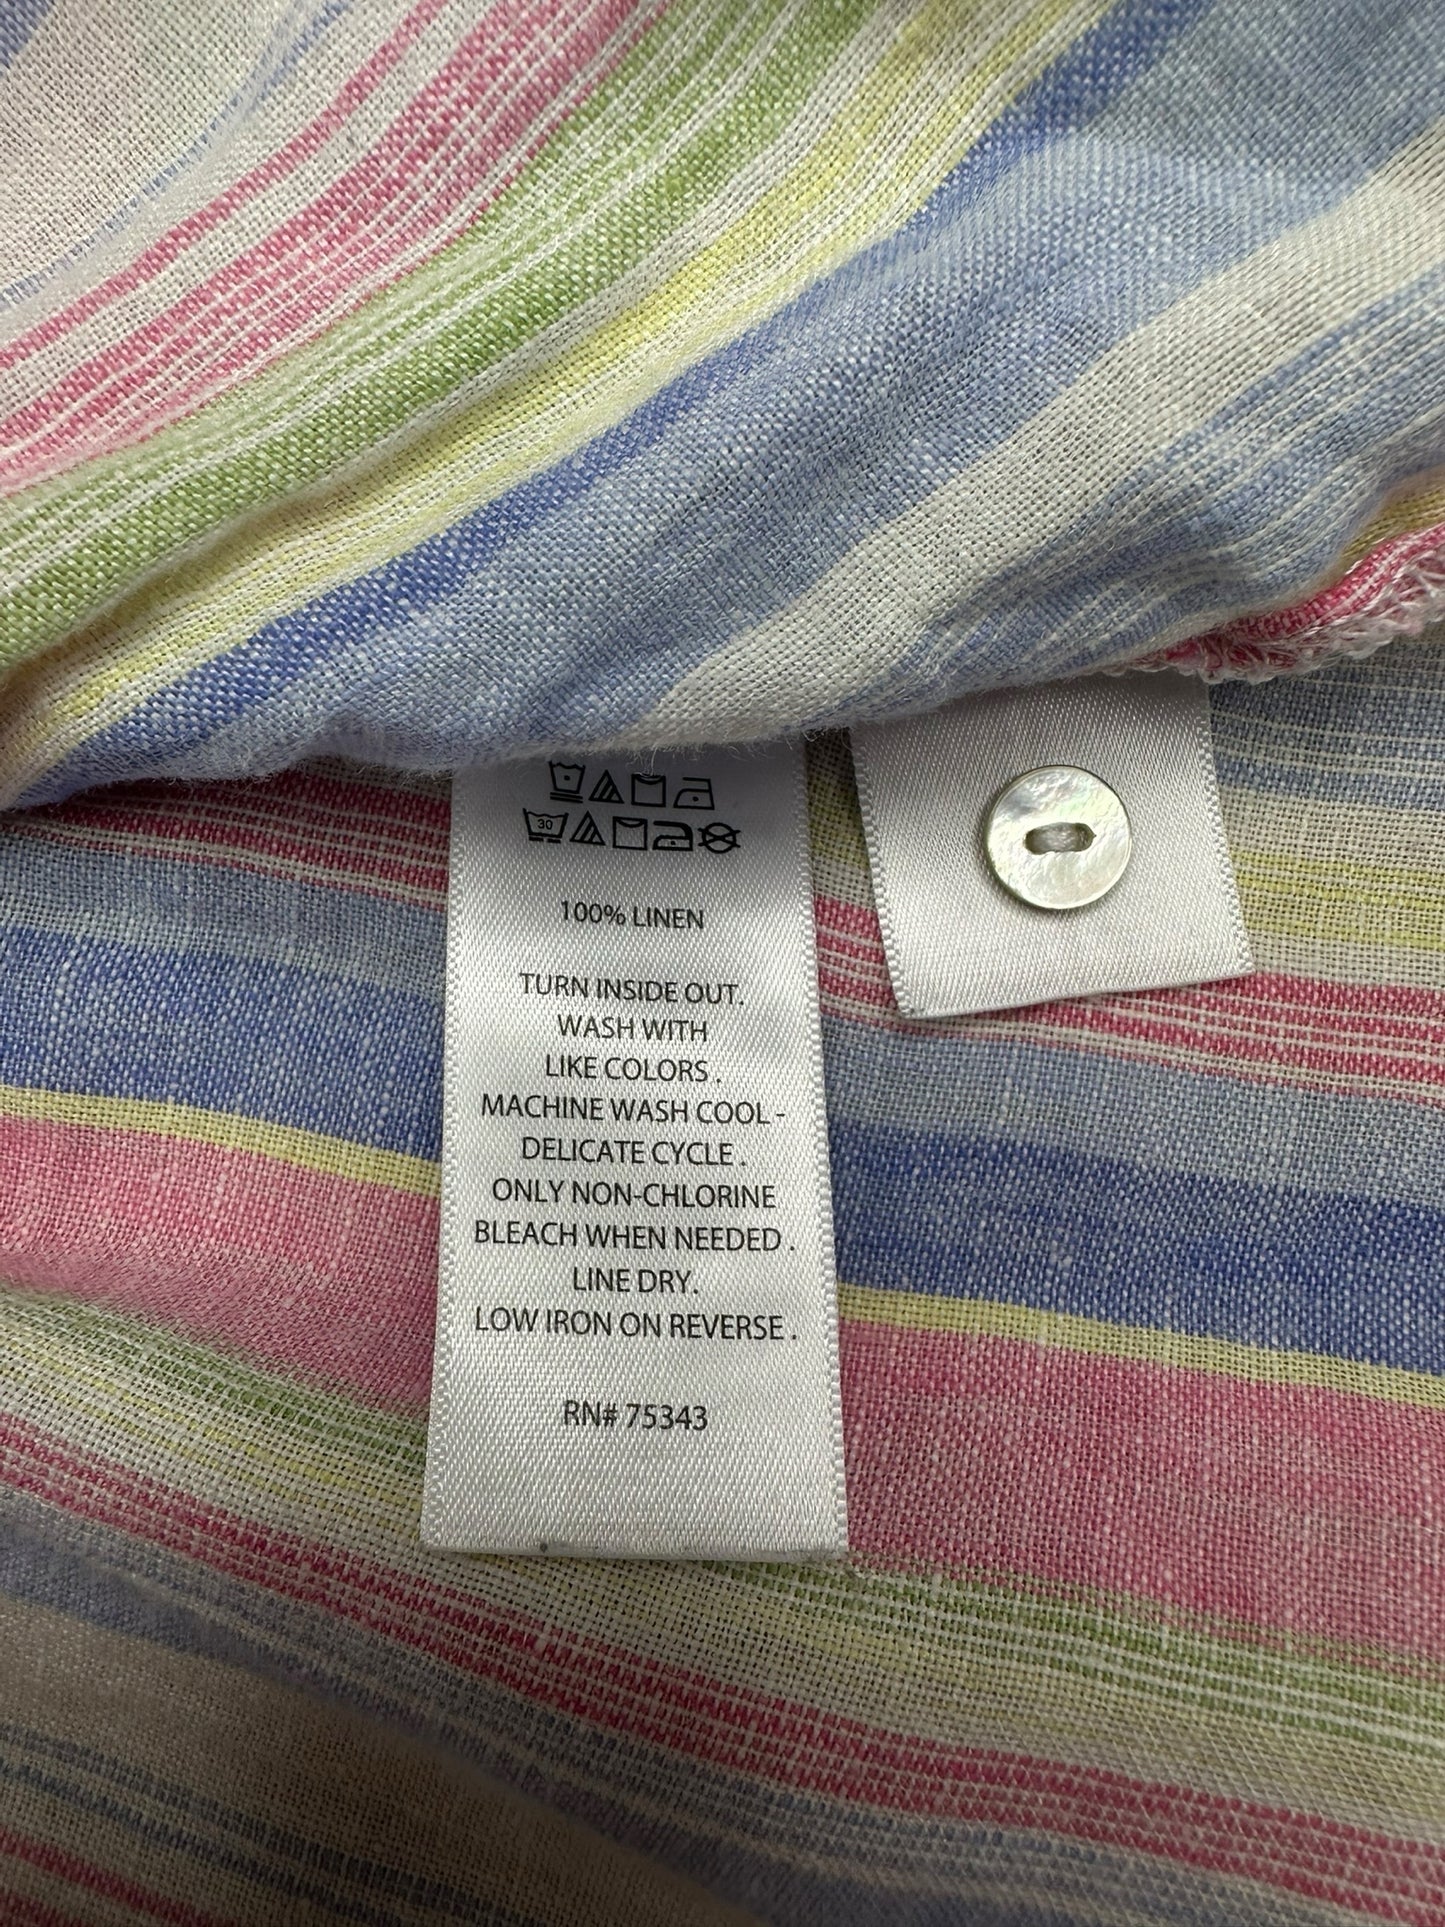 30
100% LINEN
TURN INSIDE OUT.
WASH WITH
LIKE COLORS .
MACHINE WASH COOL -
DELICATE CYCLE .
ONLY NON-CHLORINE
BLEACH WHEN NEEDED .
LINE DRY.
LOW IRON ON REVERSE .
RN# 75343